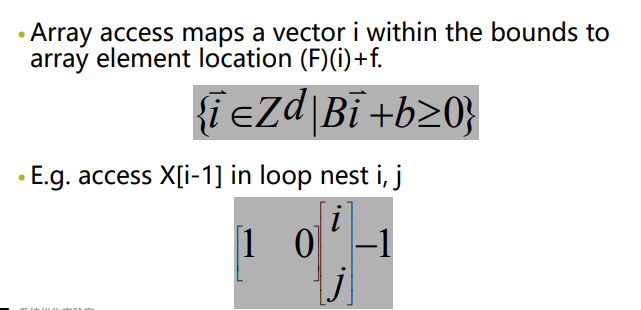 • Array access maps a vector i within the bounds to
array element location (F)(i)+f.
{i⃗ ∈Zd|Bi⃗ +b≥0}
• E.g. access X[i-1] in loop nest i, j
[1 0][i
j]−1